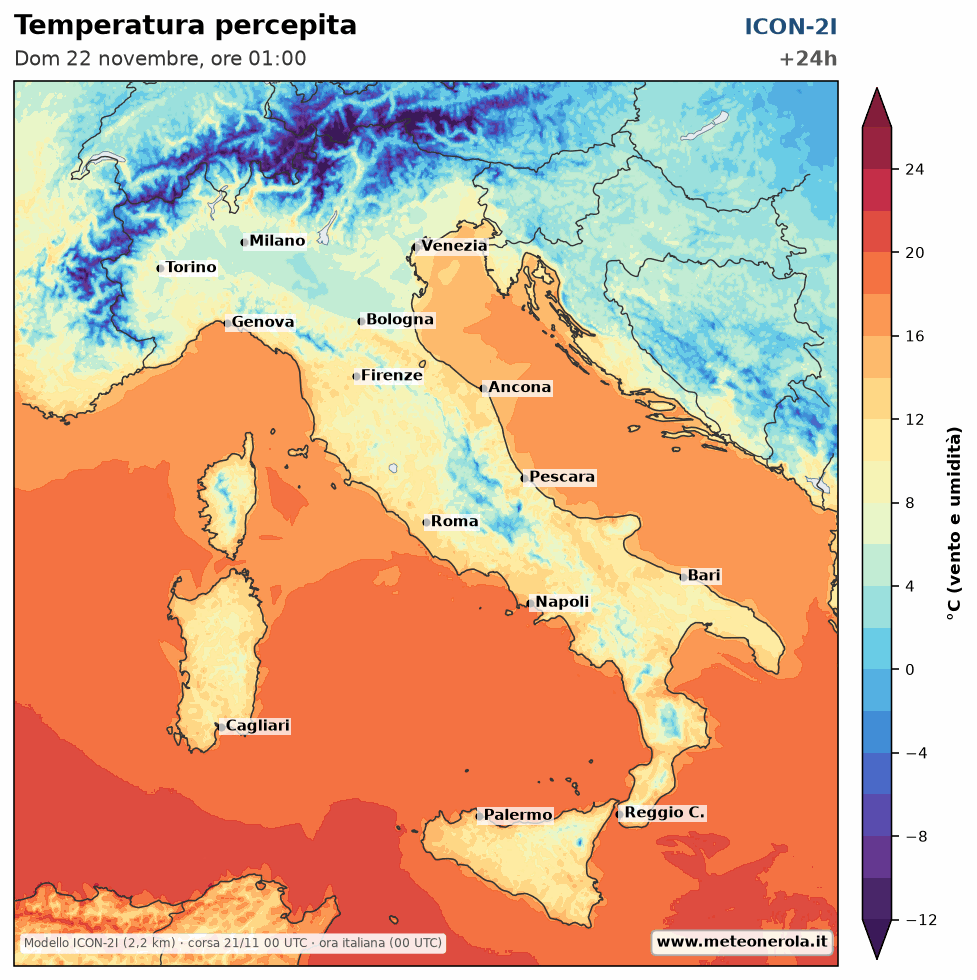 Temperatura percepita
ICON-2I
Dom 22 novembre, ore 01:00
+24h
Milano
Venezia
Torino
Genova
Bologna
Firenze
Ancona
Pescara
Roma
Bari
Napoli
Cagliari
Palermo
Reggio C.
24
20
16
12
8
4
0
−4
−8
−12
°C (vento e umidità)
Modello ICON-2I (2,2 km) · corsa 21/11 00 UTC · ora italiana (00 UTC)
www.meteonerola.it